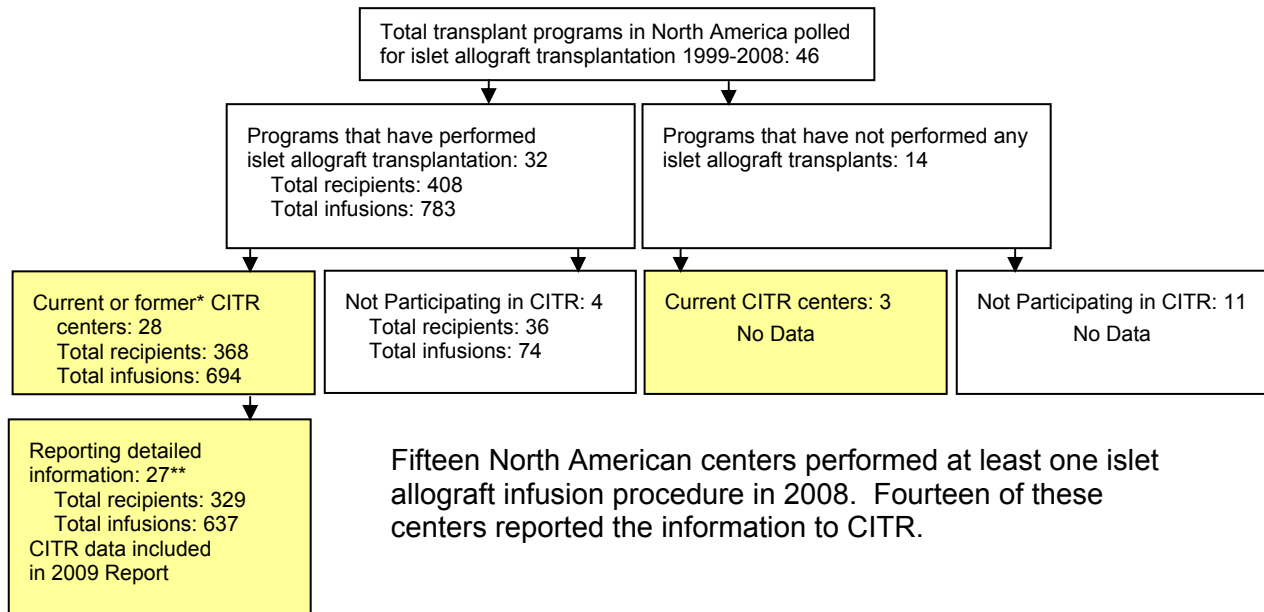 Total transplant programs in North America polled
for islet allograft transplantation 1999-2008: 46
Programs that have performed
islet allograft transplantation: 32
Total recipients: 408
Total infusions: 783
Programs that have not performed any
islet allograft transplants: 14
Current or former* CITR
centers: 28
Total recipients: 368
Total infusions: 694
Not Participating in CITR: 4
Total recipients: 36
Total infusions: 74
Current CITR centers: 3
No Data
Not Participating in CITR: 11
No Data
Reporting detailed
information: 27**
Total recipients: 329
Total infusions: 637
CITR data included
in 2009 Report
Fifteen North American centers performed at least one islet
allograft infusion procedure in 2008.  Fourteen of these
centers reported the information to CITR.